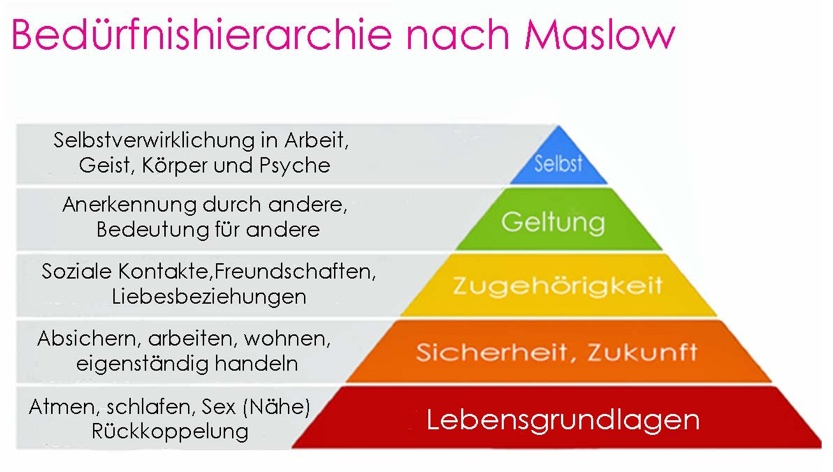 Bedürfnishierarchie nach Maslow
Selbstverwirklichung in Arbeit,
Geist, Körper und Psyche
Selbst
Anerkennung durch andere,
Bedeutung für andere
Geltung
Soziale Kontakte,Freundschaften,
Liebesbeziehungen
Zugehörigkeit
Absichern, arbeiten, wohnen,
eigenständig handeln
Sicherheit, Zukunft
Atmen, schlafen, Sex (Nähe)
Rückkoppelung
Lebensgrundlagen